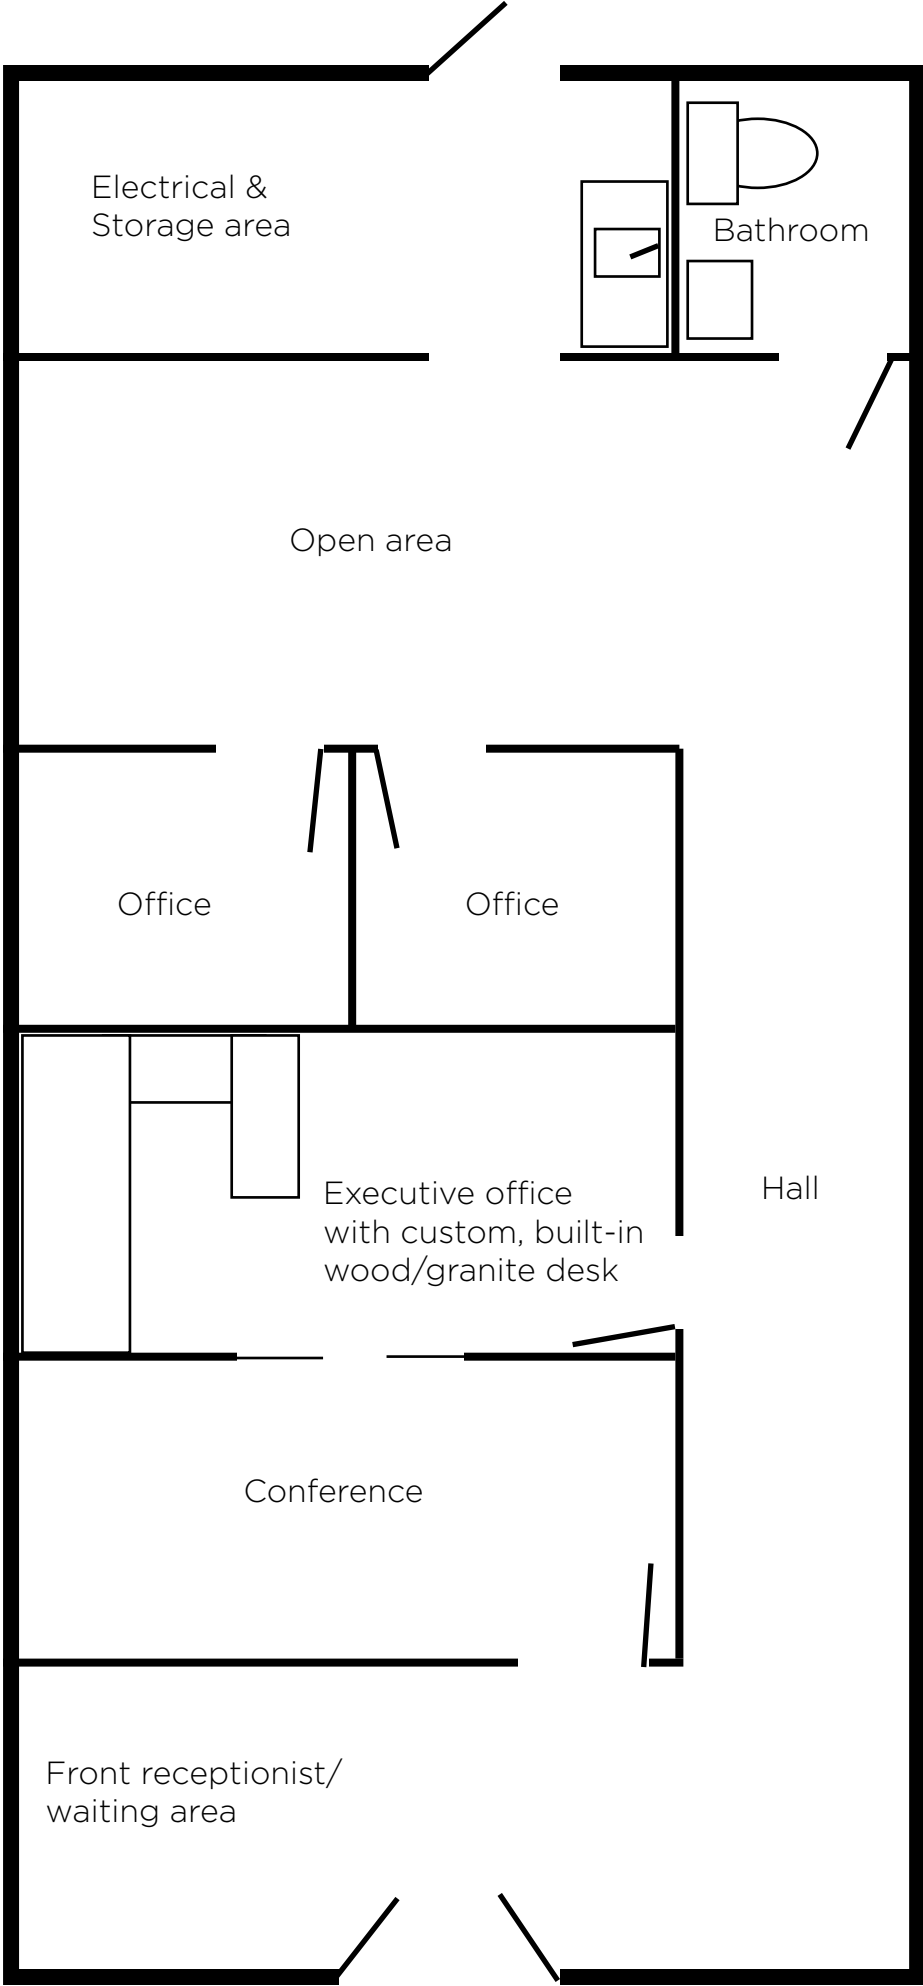 Electrical &
Storage area
Bathroom
Open area
Office
Office
Executive office
with custom, built-in
wood/granite desk
Hall
Conference
Front receptionist/
waiting area